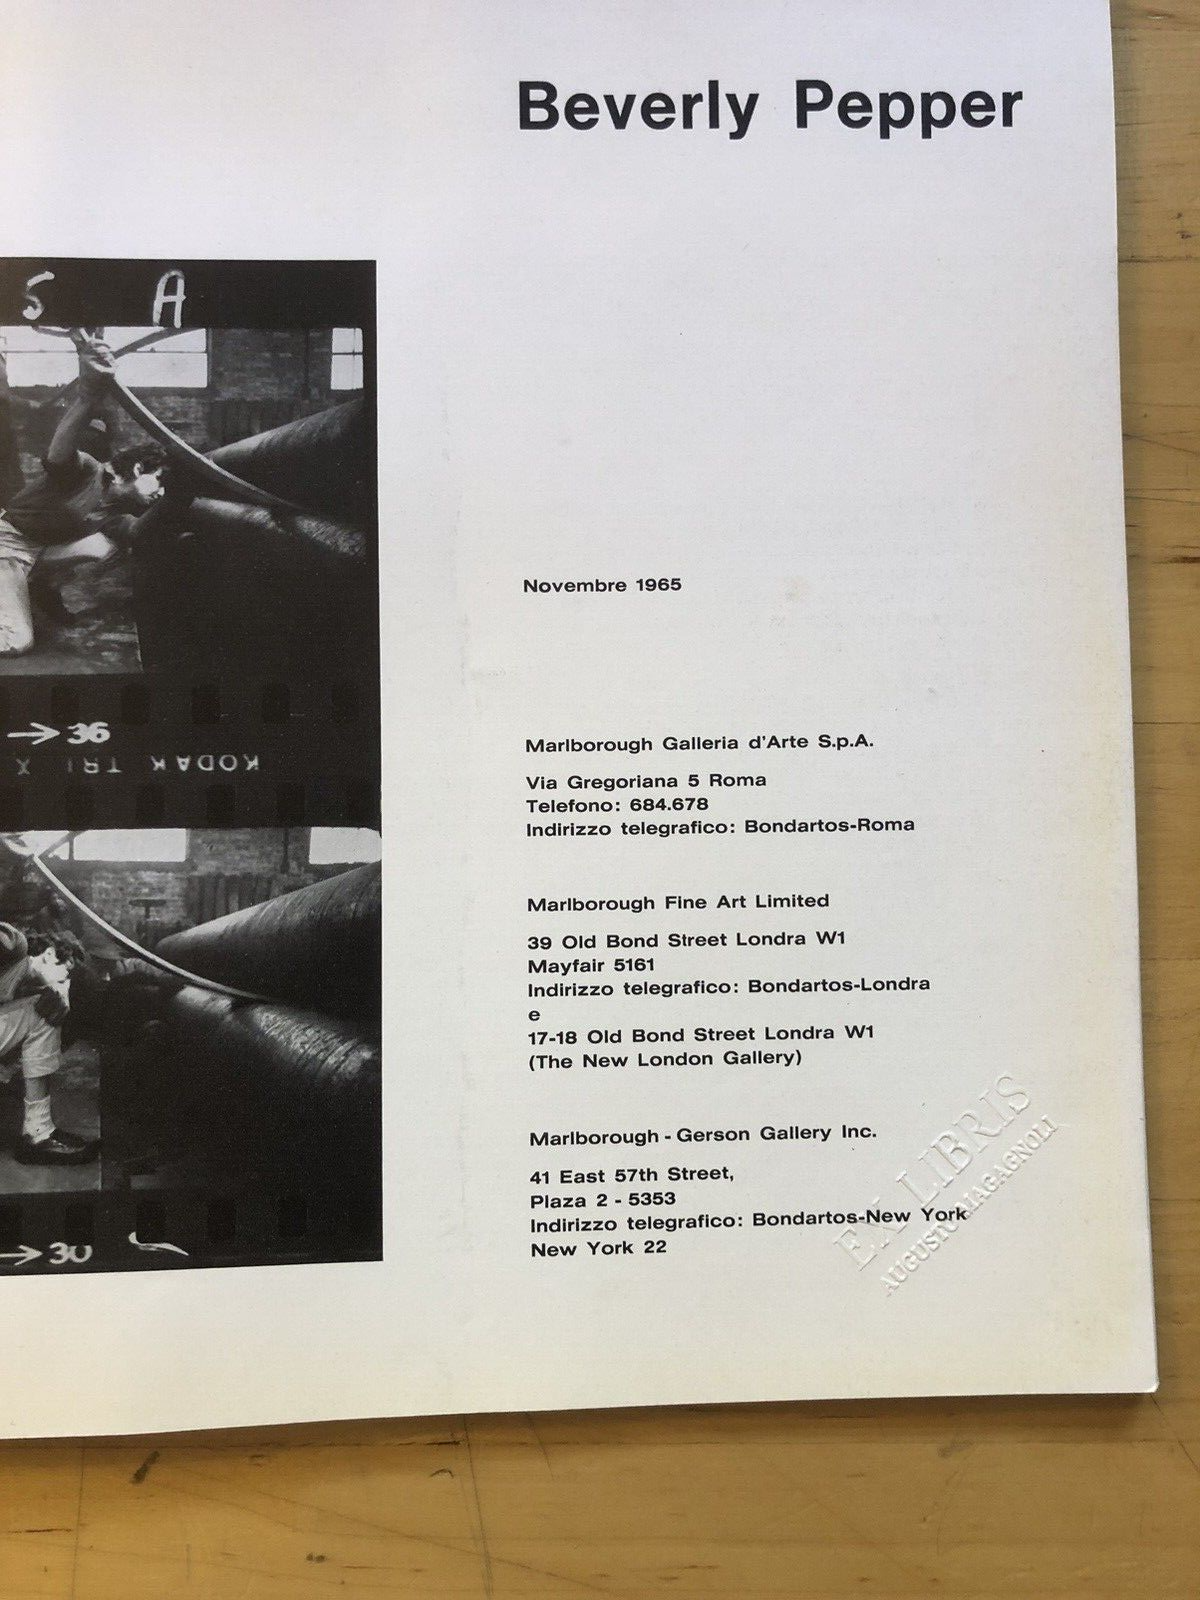 Beverly Pepper
5 A
→ 36
KODAK TRI X
→ 30
Novembre 1965
Marlborough Galleria d'Arte S.p.A.
Via Gregoriana 5 Roma
Telefono: 684.678
Indirizzo telegrafico: Bondartos-Roma
Marlborough Fine Art Limited
39 Old Bond Street Londra W1
Mayfair 5161
Indirizzo telegrafico: Bondartos-Londra
e
17-18 Old Bond Street Londra W1
(The New London Gallery)
Marlborough - Gerson Gallery Inc.
41 East 57th Street,
Plaza 2 - 5353
Indirizzo telegrafico: Bondartos-New York
New York 22
EX LIBRIS
AUGUSTO